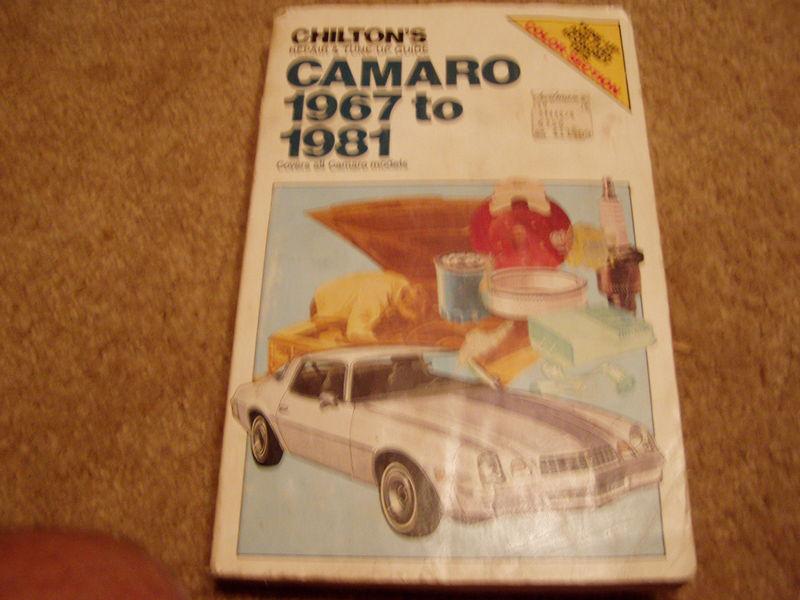 CHILTON'S
REPAIR & TUNE-UP GUIDE
CAMARO
1967 to
1981
Covers all Camaro models
COLOR SECTION